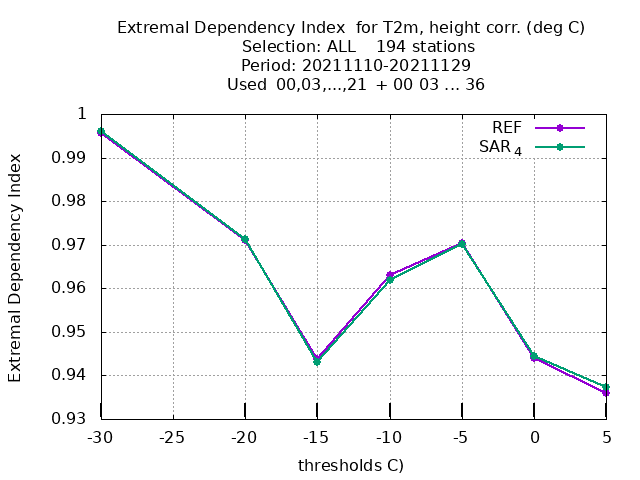 Extremal Dependency Index  for T2m, height corr. (deg C)
Selection: ALL    194 stations
Period: 20211110-20211129
Used  00,03,...,21  + 00 03 ... 36
REF
SAR 4
Extremal Dependency Index
1
0.99
0.98
0.97
0.96
0.95
0.94
0.93
-30 -25 -20 -15 -10 -5 0 5
thresholds C)